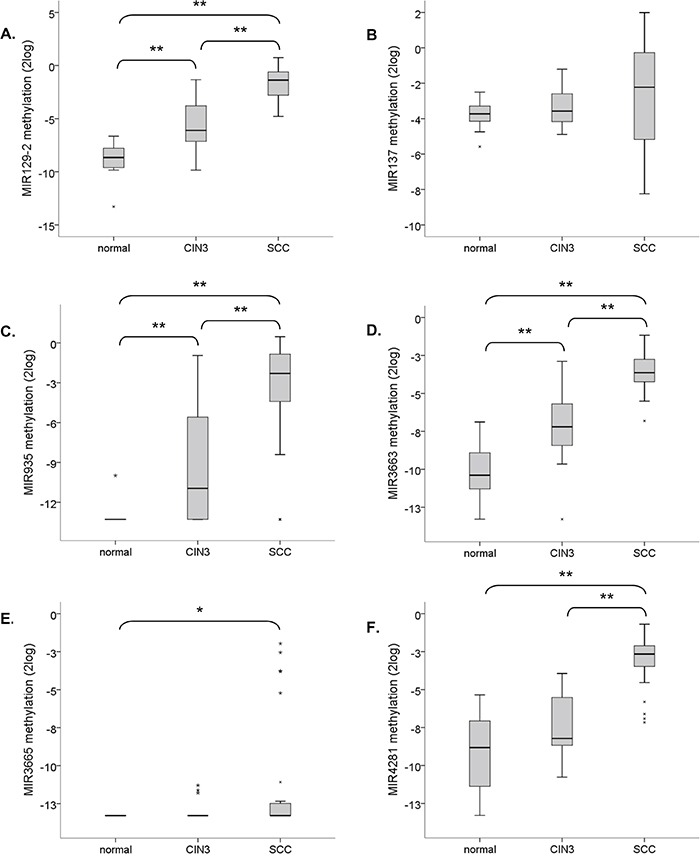 A.
**
**
**
MIR129-2 methylation (2log)
0
-5
-10
-15
normal CIN3 SCC
B.
MIR137 methylation (2log)
2
0
-2
-4
-6
-8
-10
normal CIN3 SCC
C.
**
**
**
MIR935 methylation (2log)
0
-3
-6
-9
-12
normal CIN3 SCC
D.
**
**
**
MIR3663 methylation (2log)
0
-3
-5
-8
-10
-13
normal CIN3 SCC
E.
*
MIR3665 methylation (2log)
0
-3
-5
-8
-10
-13
normal CIN3 SCC
F.
**
**
MIR4281 methylation (2log)
0
-3
-5
-8
-10
-13
normal CIN3 SCC